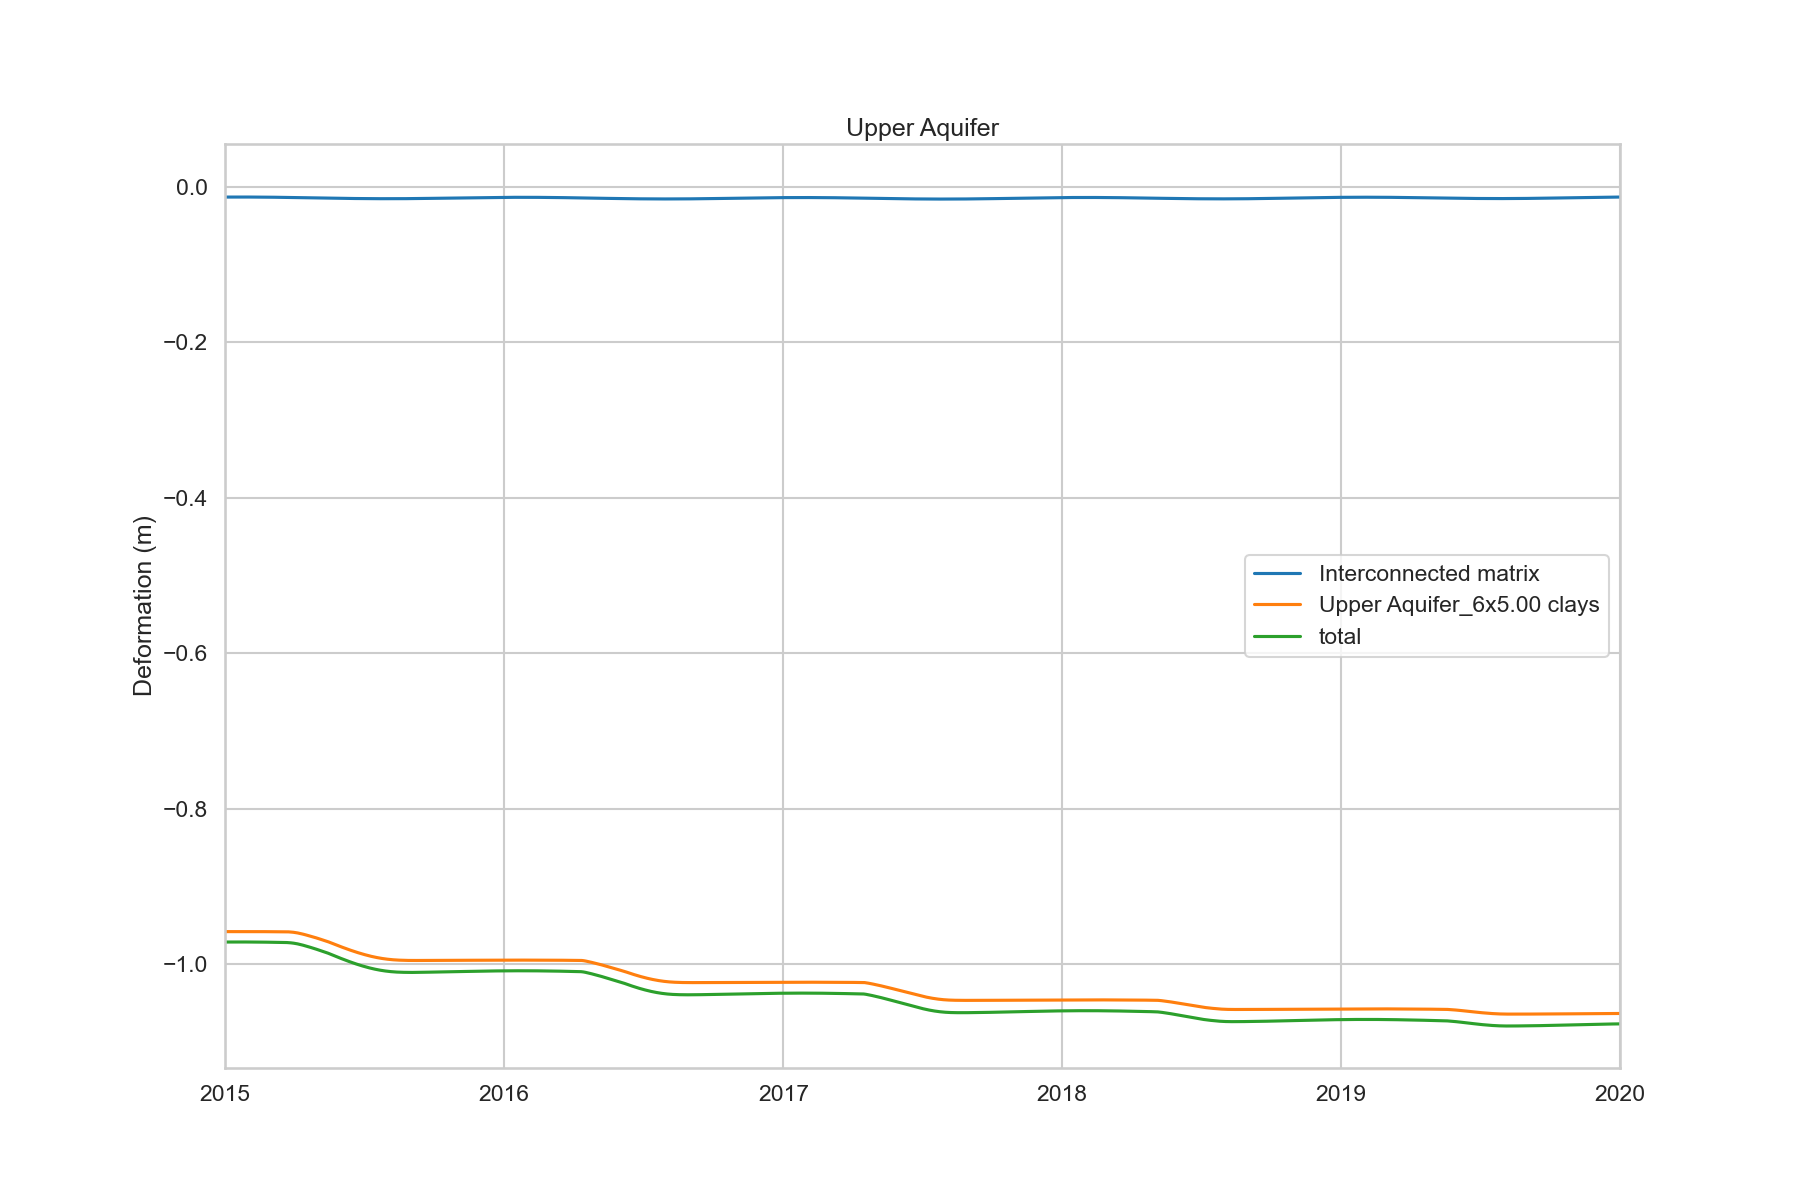 Upper Aquifer
0.0
−0.2
−0.4
−0.6
−0.8
−1.0
Deformation (m)
Interconnected matrix
Upper Aquifer_6x5.00 clays
total
2015 2016 2017 2018 2019 2020